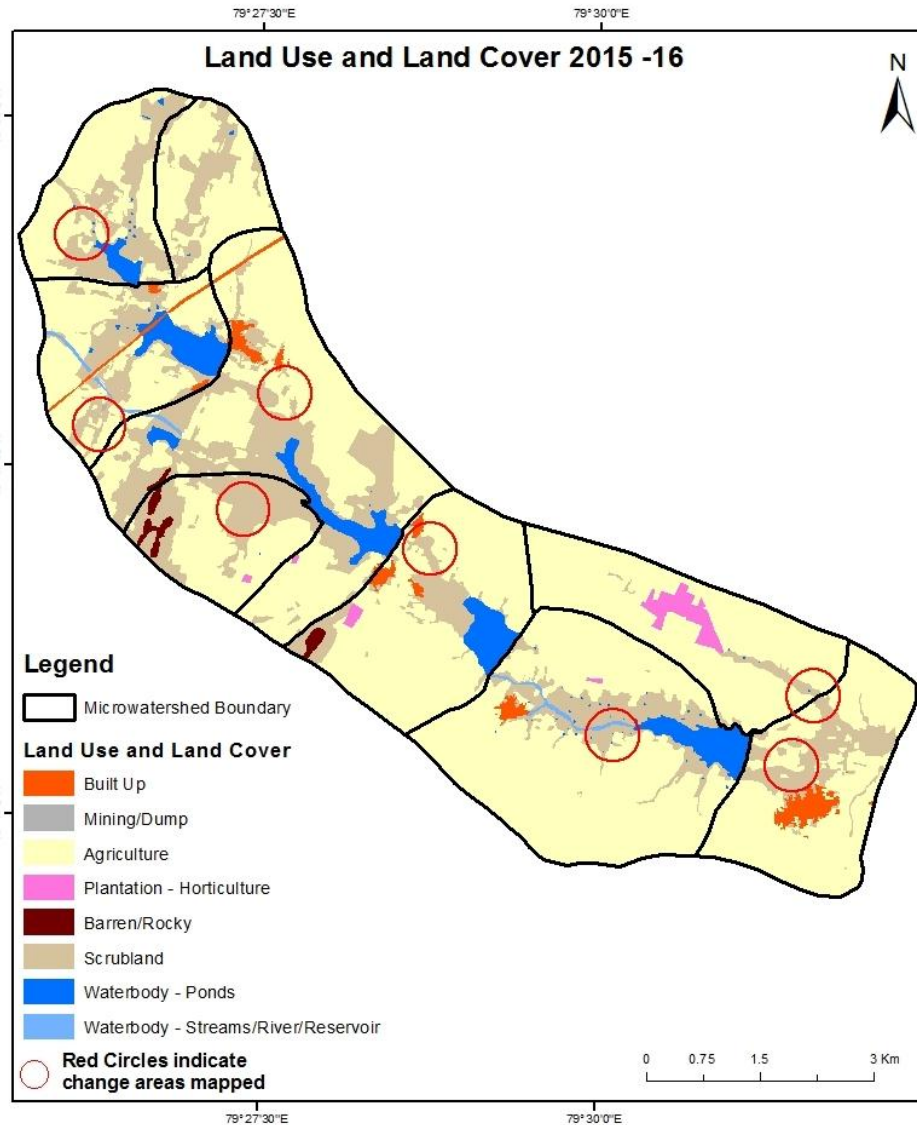 79°27'30"E
79°30'0"E
Land Use and Land Cover 2015 -16
N
Legend
Microwatershed Boundary
Land Use and Land Cover
Built Up
Mining/Dump
Agriculture
Plantation - Horticulture
Barren/Rocky
Scrubland
Waterbody - Ponds
Waterbody - Streams/River/Reservoir
Red Circles indicate
change areas mapped
0 0.75 1.5 3 Km
79°27'30"E
79°30'0"E